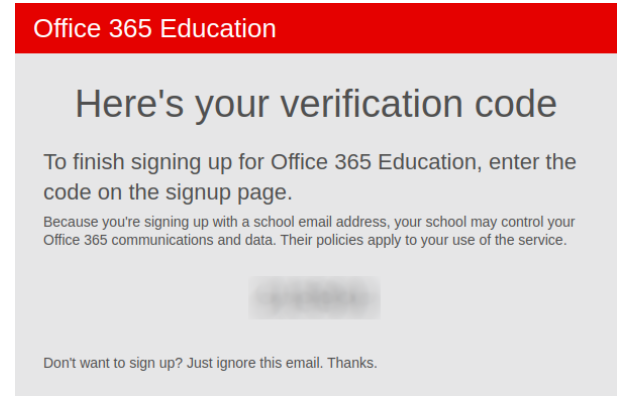 Office 365 Education
Here's your verification code
To finish signing up for Office 365 Education, enter the
code on the signup page.
Because you're signing up with a school email address, your school may control your
Office 365 communications and data. Their policies apply to your use of the service.
Don't want to sign up? Just ignore this email. Thanks.